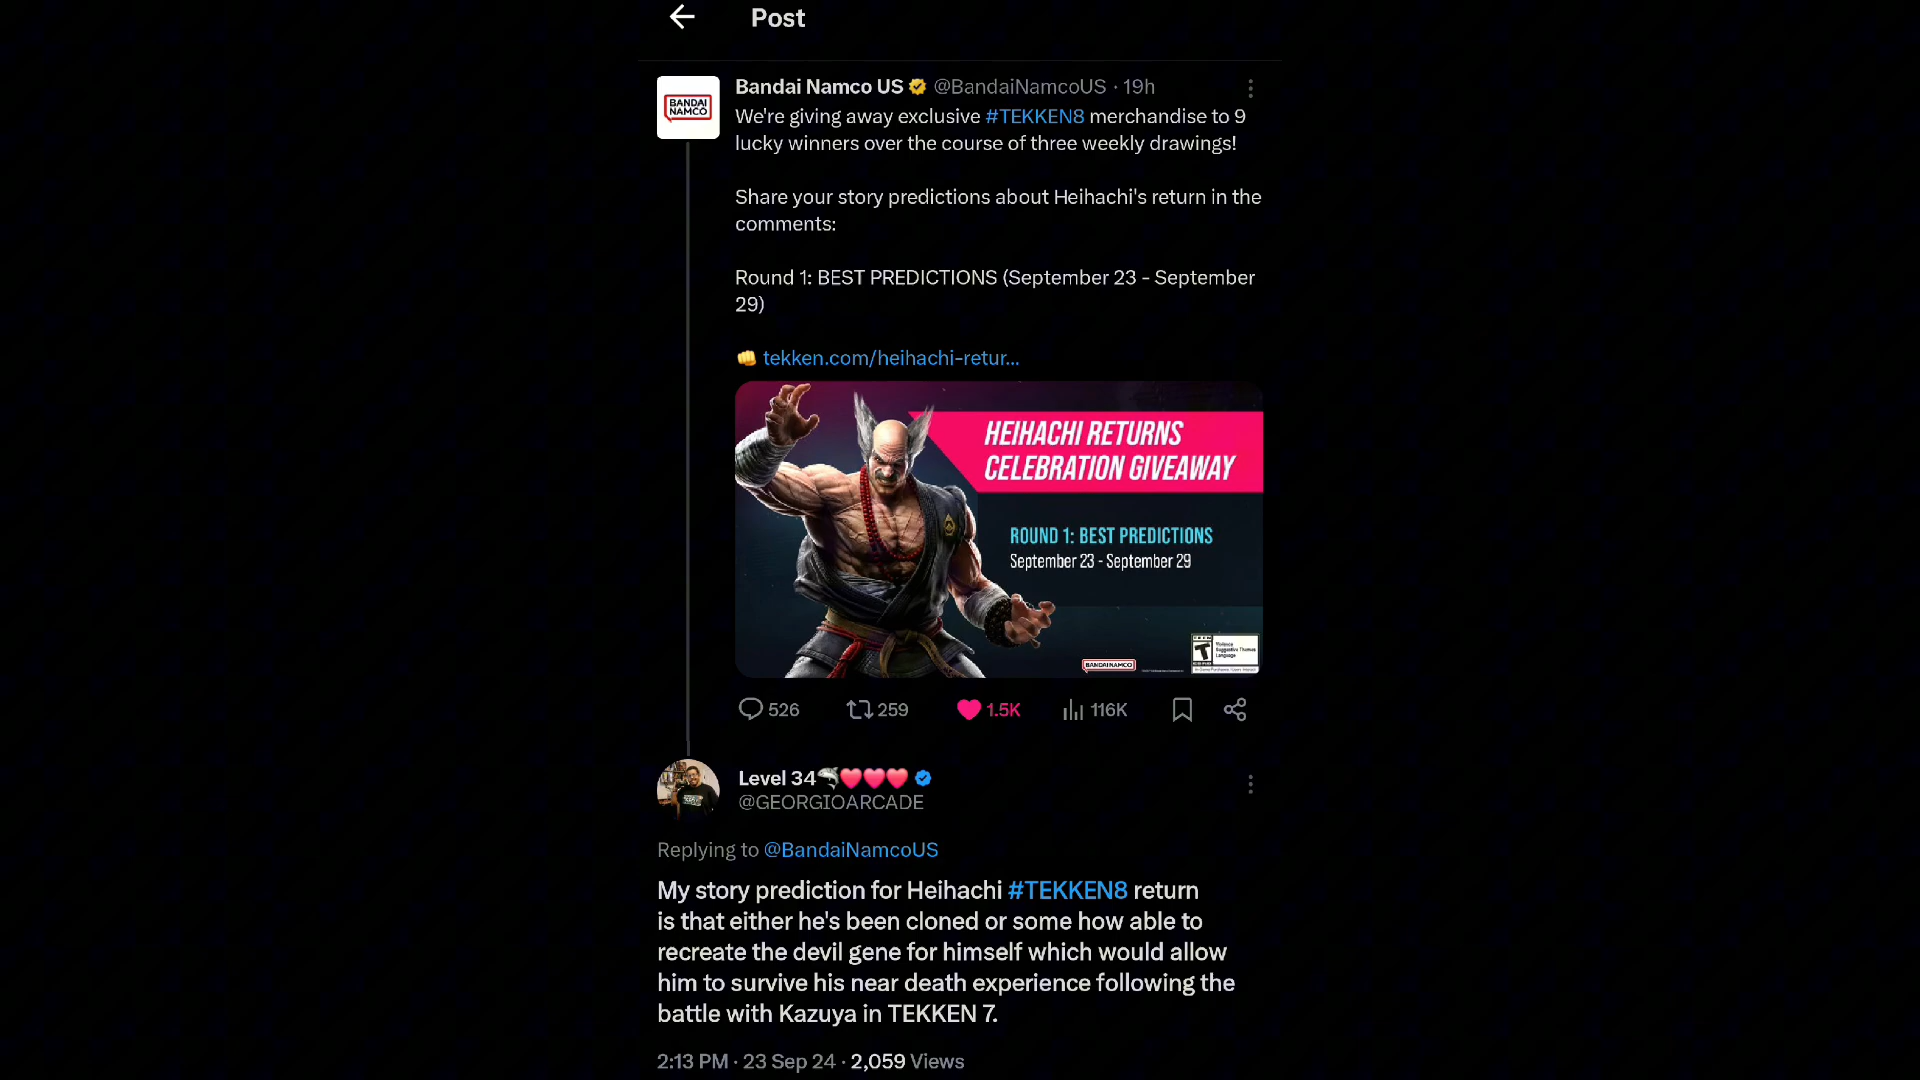 Post
BANDAI
NAMCO
Bandai Namco US @BandaiNamcoUS · 19h
We're giving away exclusive #TEKKEN8 merchandise to 9
lucky winners over the course of three weekly drawings!
Share your story predictions about Heihachi's return in the
comments:
Round 1: BEST PREDICTIONS (September 23 - September
29)
👊 tekken.com/heihachi-retur...
HEIHACHI RETURNS
CELEBRATION GIVEAWAY
ROUND 1: BEST PREDICTIONS
September 23 - September 29
T
Violence
Suggestive Themes
Language
BANDAI NAMCO
526 259 1.5K 116K
Level 34🦈❤️❤️❤️
@GEORGIOARCADE
Replying to @BandaiNamcoUS
My story prediction for Heihachi #TEKKEN8 return
is that either he's been cloned or some how able to
recreate the devil gene for himself which would allow
him to survive his near death experience following the
battle with Kazuya in TEKKEN 7.
2:13 PM · 23 Sep 24 · 2,059 Views